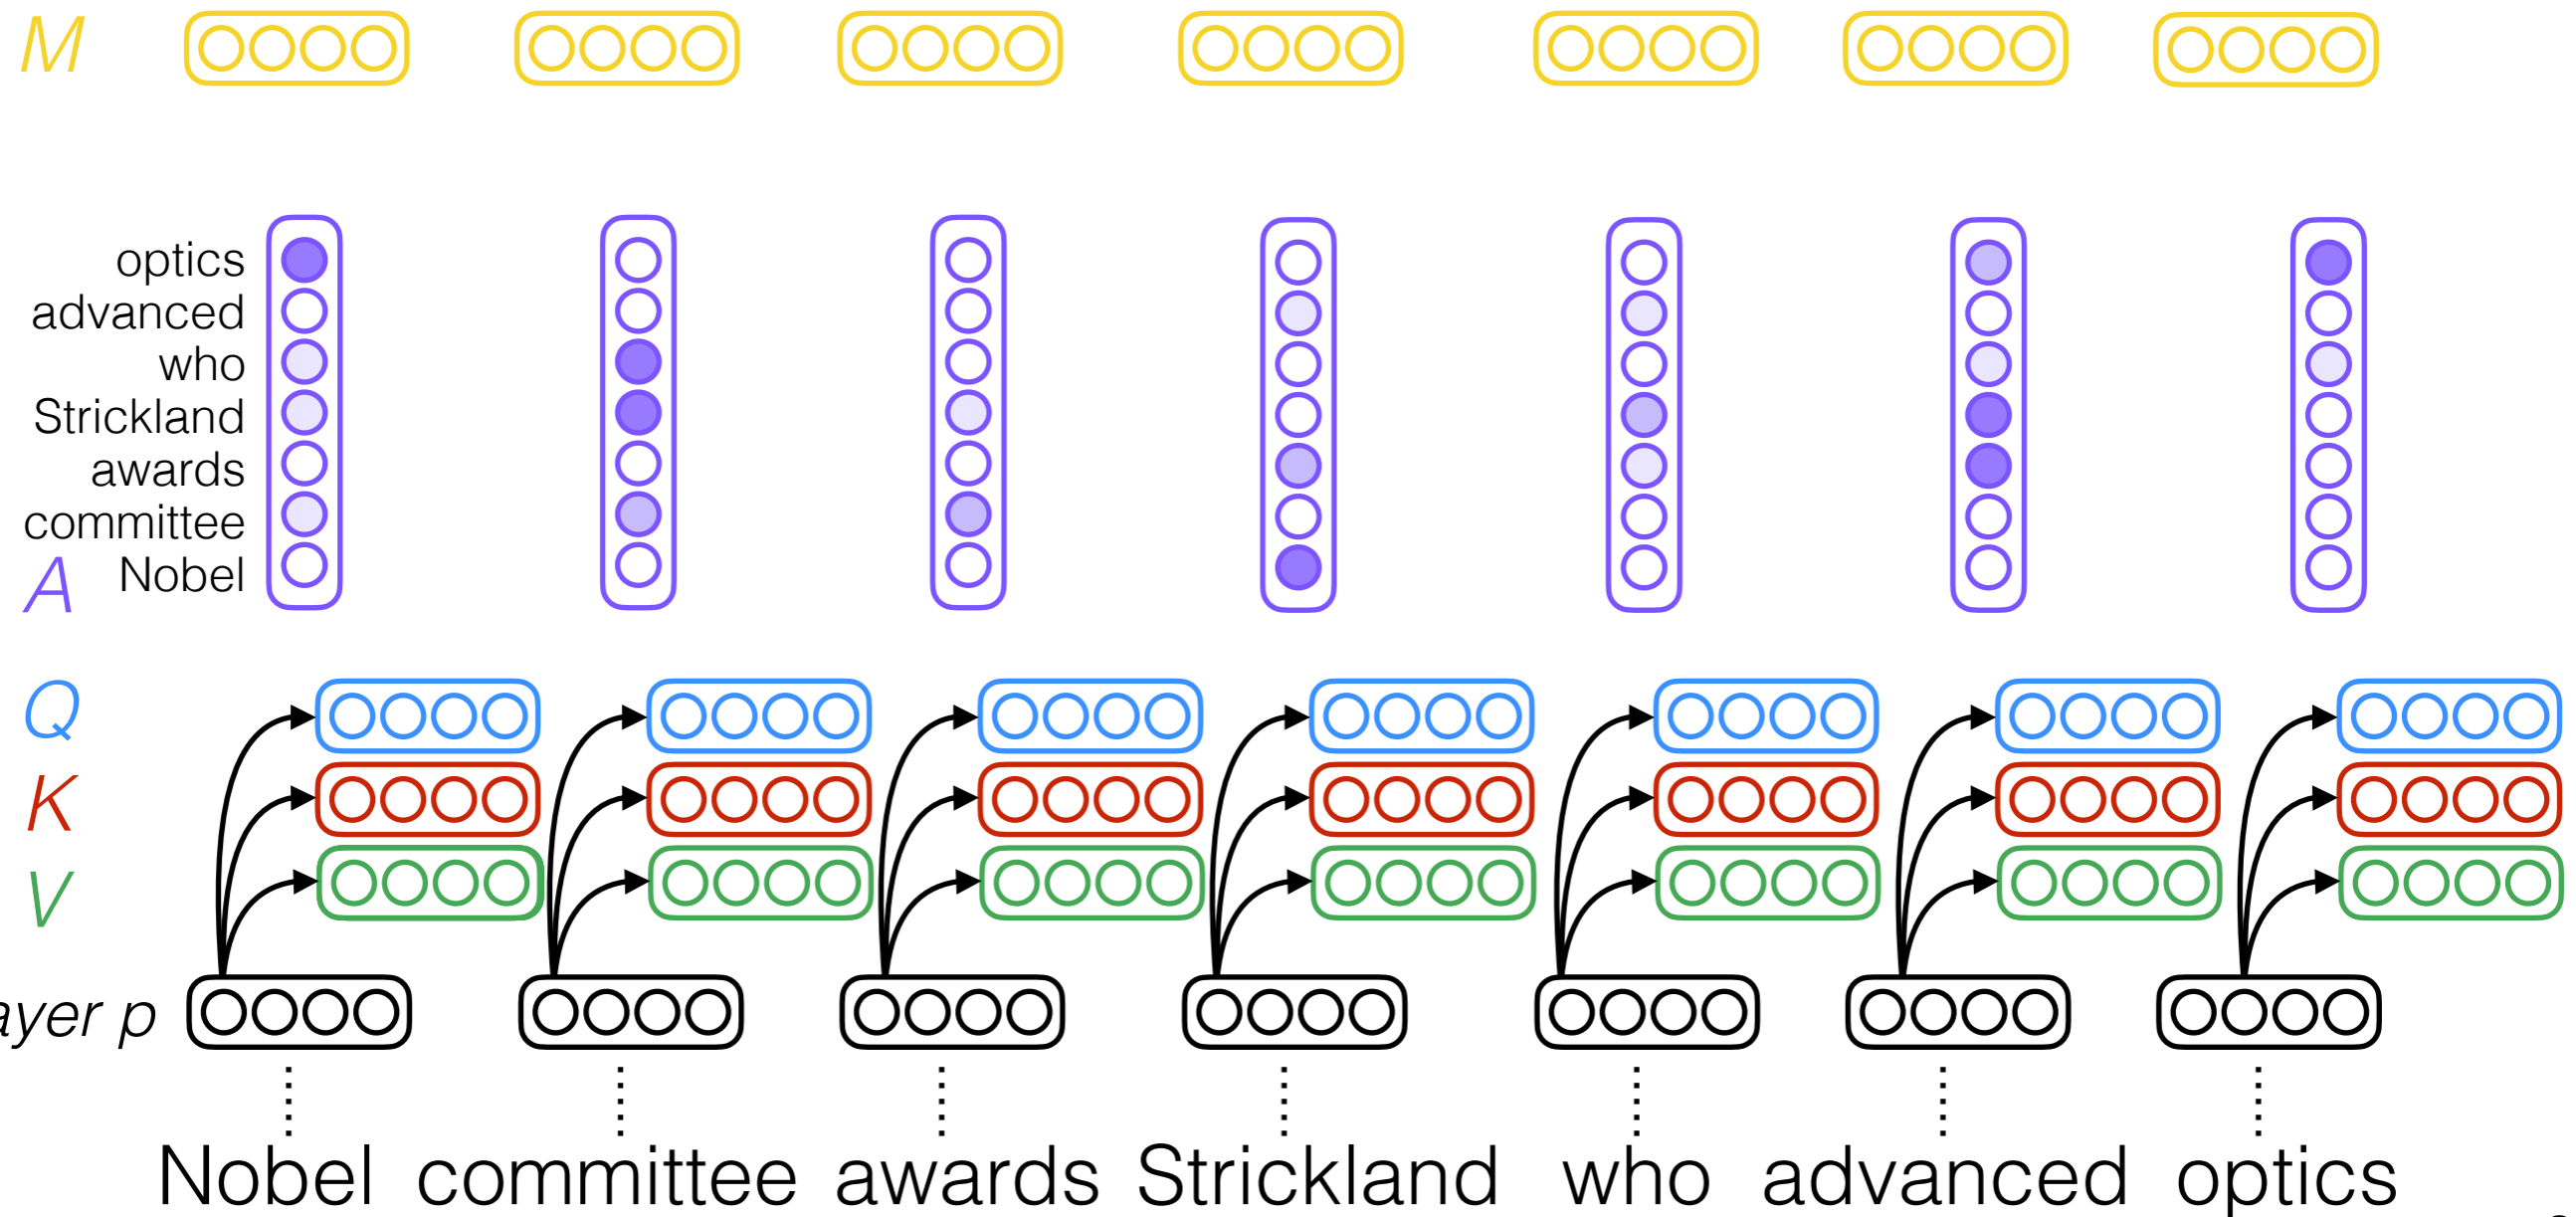 M
optics
advanced
who
Strickland
awards
committee
A Nobel
Q
K
V
ayer p
Nobel committee awards Strickland who advanced optics